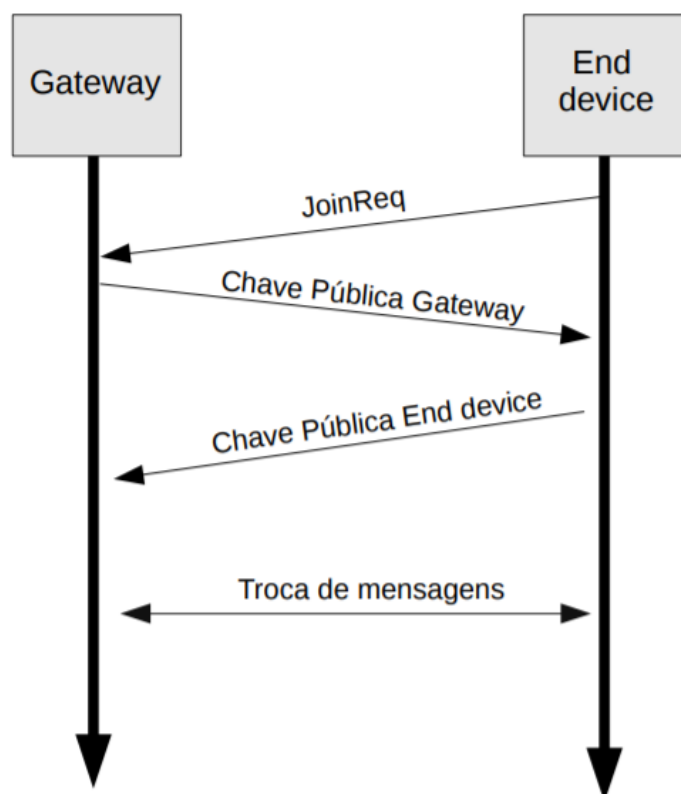 Gateway
End
device
JoinReq
Chave Pública Gateway
Chave Pública End device
Troca de mensagens